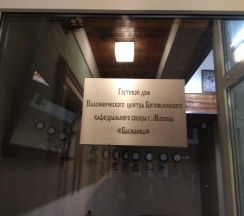 Гостевой дом
Паломнического центра Богоявленского
кафедрального собора г. Москвы
«Басманка»